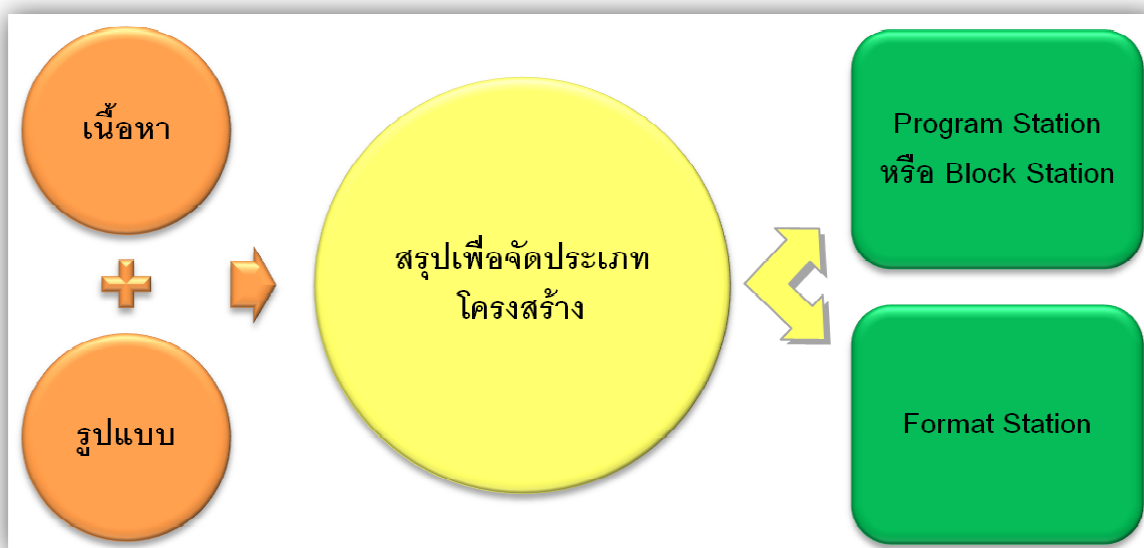 เนื้อหา
รูปแบบ
สรุปเพื่อจัดประเภท
โครงสร้าง
Program Station
หรือ Block Station
Format Station